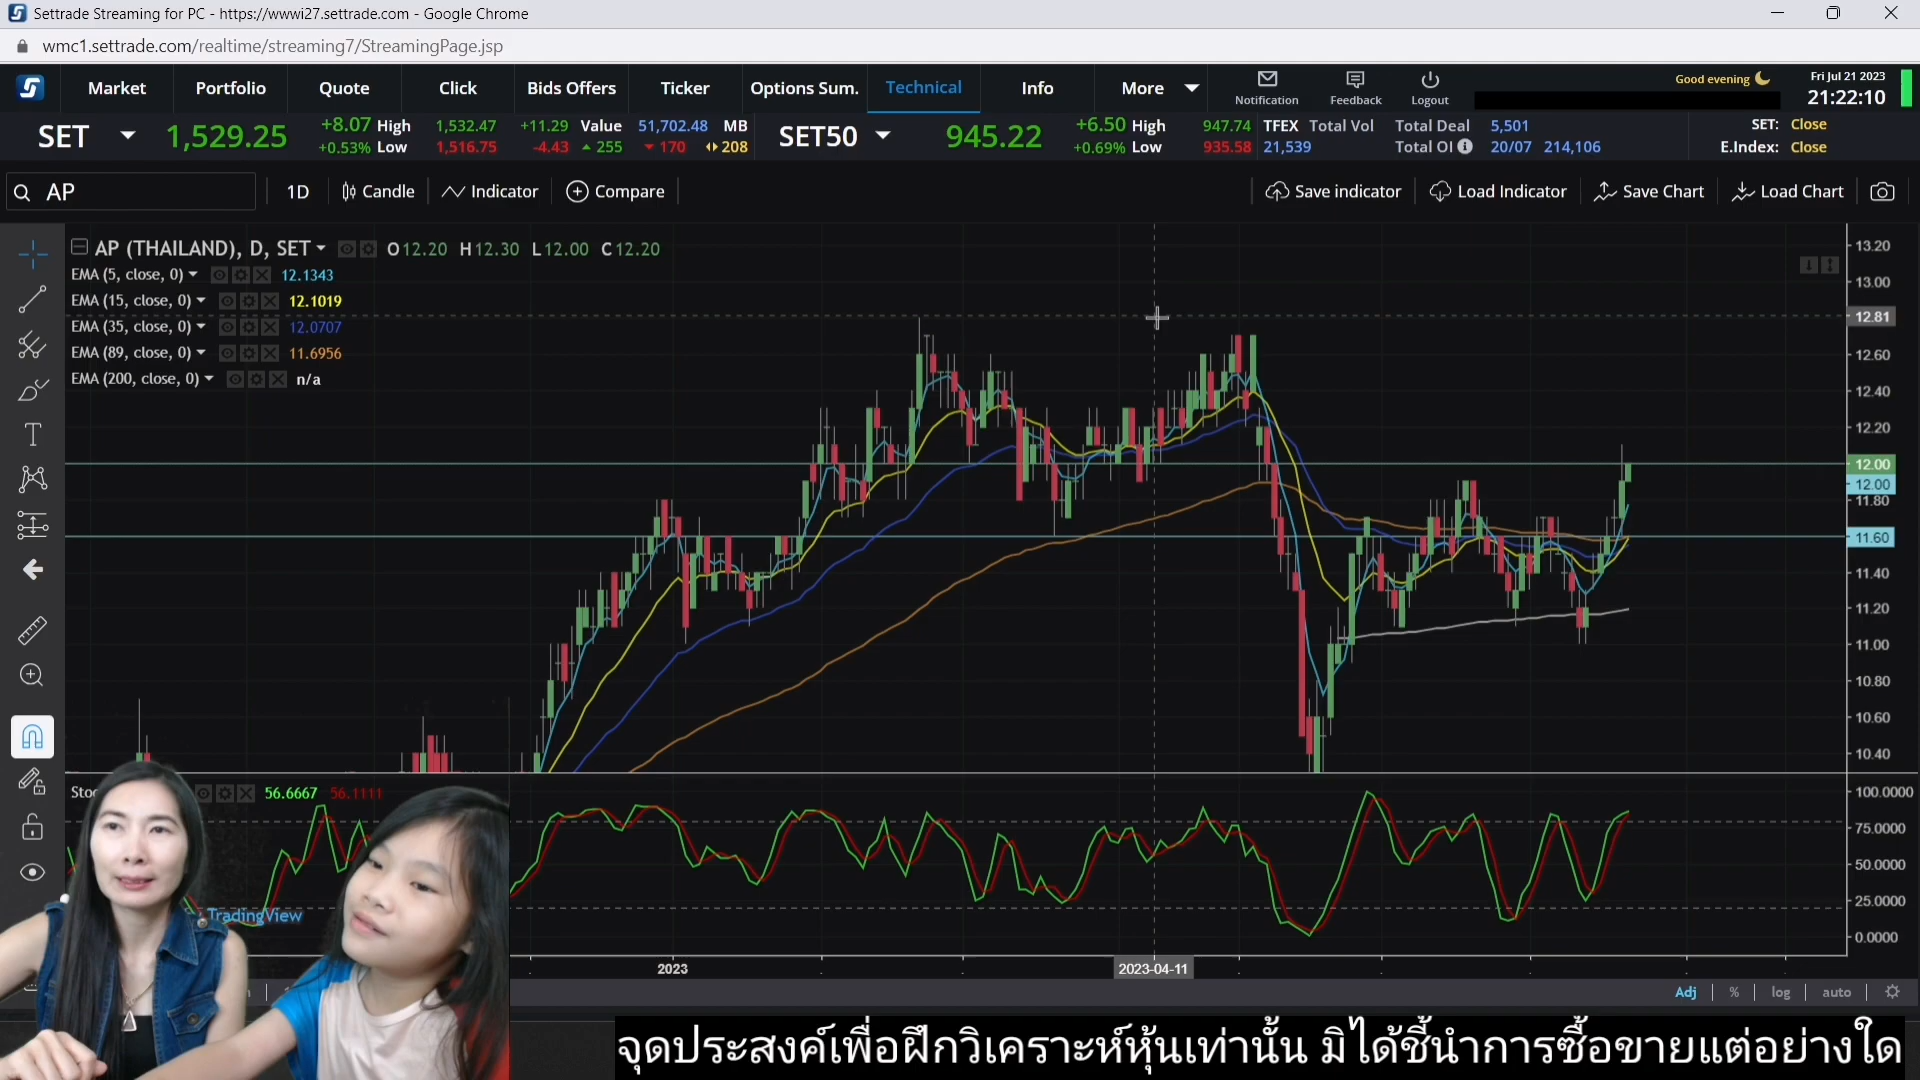 Settrade Streaming for PC - https://wwwi27.settrade.com - Google Chrome
wmc1.settrade.com/realtime/streaming7/StreamingPage.jsp
Market Portfolio Quote Click Bids Offers Ticker Options Sum. Technical Info More Notification Feedback Logout Good evening Fri Jul 21 2023 21:22:10
SET 1,529.25 +8.07 High 1,532.47 +11.29 Value 51,702.48 MB SET50 945.22 +6.50 High 947.74 TFEX Total Vol Total Deal 5,501 SET: Close
+0.53% Low 1,516.75 -4.43 255 170 208 +0.69% Low 935.58 21,539 Total OI 20/07 214,106 E.Index: Close
AP 1D Candle Indicator Compare Save indicator Load Indicator Save Chart Load Chart
AP (THAILAND), D, SET O12.20 H12.30 L12.00 C12.20
EMA (5, close, 0) 12.1343
EMA (15, close, 0) 12.1019
EMA (35, close, 0) 12.0707
EMA (89, close, 0) 11.6956
EMA (200, close, 0) n/a
13.20
13.00
12.81
12.60
12.40
12.20
12.00
12.00
11.80
11.60
11.40
11.20
11.00
10.80
10.60
10.40
56.6667 56.1111
100.0000
75.0000
50.0000
25.0000
0.0000
TradingView
2023 2023-04-11
Adj % log auto
จุดประสงค์เพื่อฝึกวิเคราะห์หุ้นเท่านั้น มิได้ชี้นำการซื้อขายแต่อย่างใด